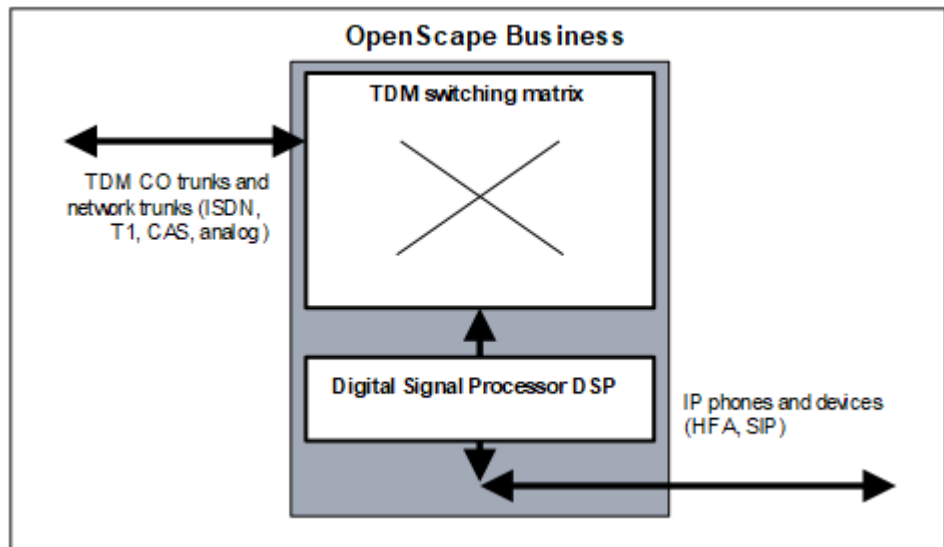 OpenScape Business
TDM switching matrix
TDM CO trunks and
network trunks (ISDN,
T1, CAS, analog)
Digital Signal Processor DSP
IP phones and devices
(HFA, SIP)